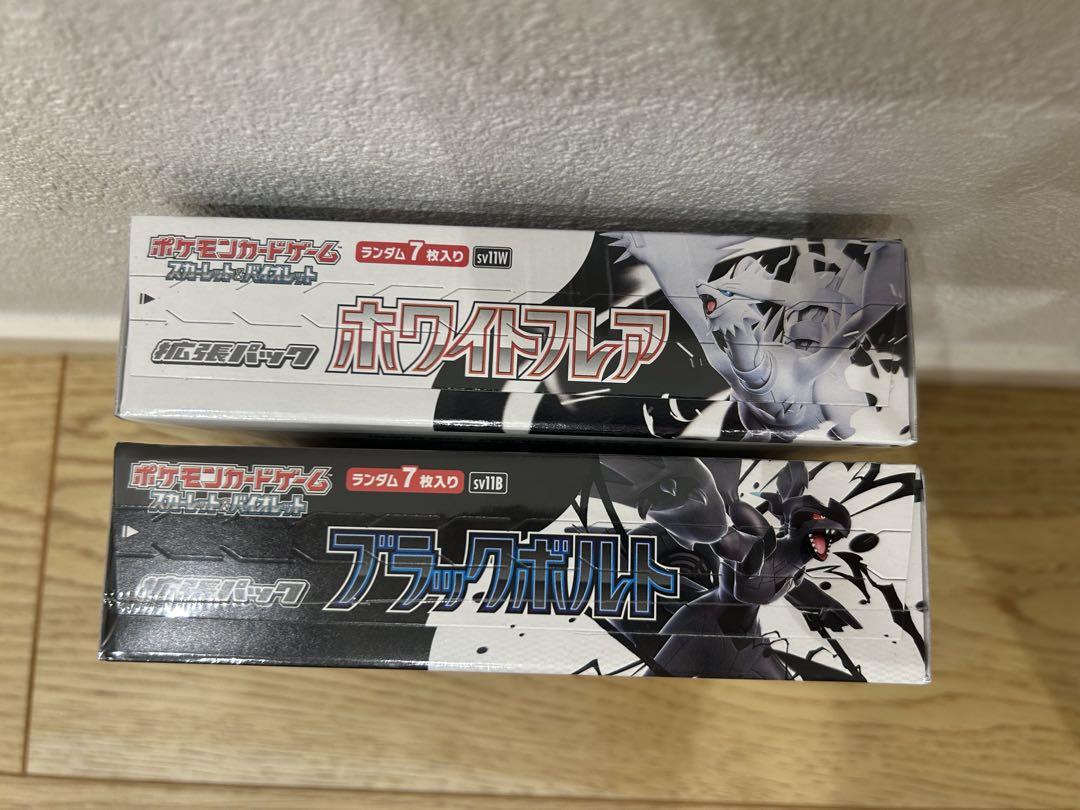 ポケモンカードゲーム
スカーレット&バイオレット
ランダム7枚入り sv11W
拡張パック ホワイトフレア
ポケモンカードゲーム
スカーレット&バイオレット
ランダム7枚入り sv11B
拡張パック ブラックボルト